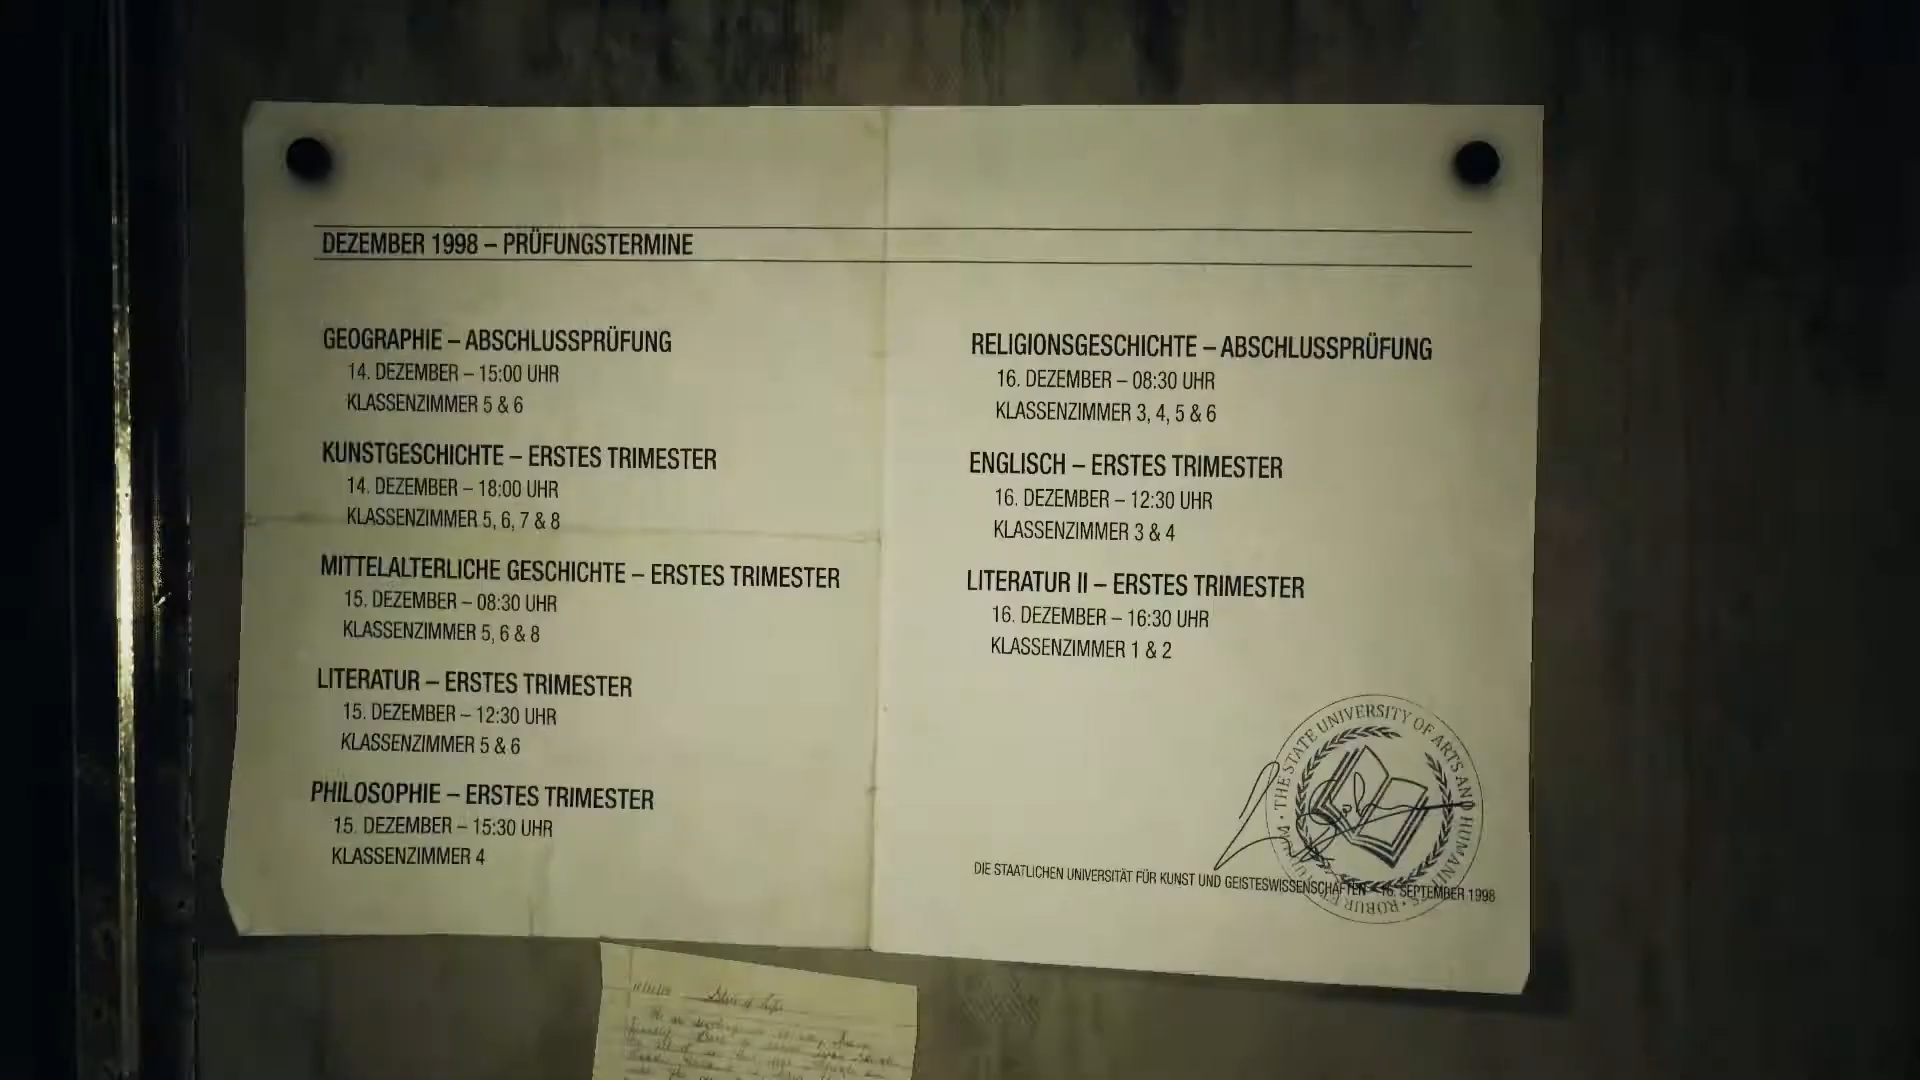 DEZEMBER 1998 – PRÜFUNGSTERMINE
GEOGRAPHIE – ABSCHLUSSPRÜFUNG
14. DEZEMBER – 15:00 UHR
KLASSENZIMMER 5 & 6
KUNSTGESCHICHTE – ERSTES TRIMESTER
14. DEZEMBER – 18:00 UHR
KLASSENZIMMER 5, 6, 7 & 8
MITTELALTERLICHE GESCHICHTE – ERSTES TRIMESTER
15. DEZEMBER – 08:30 UHR
KLASSENZIMMER 5, 6 & 8
LITERATUR – ERSTES TRIMESTER
15. DEZEMBER – 12:30 UHR
KLASSENZIMMER 5 & 6
PHILOSOPHIE – ERSTES TRIMESTER
15. DEZEMBER – 15:30 UHR
KLASSENZIMMER 4
RELIGIONSGESCHICHTE – ABSCHLUSSPRÜFUNG
16. DEZEMBER – 08:30 UHR
KLASSENZIMMER 3, 4, 5 & 6
ENGLISCH – ERSTES TRIMESTER
16. DEZEMBER – 12:30 UHR
KLASSENZIMMER 3 & 4
LITERATUR II – ERSTES TRIMESTER
16. DEZEMBER – 16:30 UHR
KLASSENZIMMER 1 & 2
THE STATE UNIVERSITY OF ARTS AND HUMANITIES · ROBUR ET
DIE STAATLICHEN UNIVERSITÄT FÜR KUNST UND GEISTESWISSENSCHAFTEN – 16. SEPTEMBER 1998